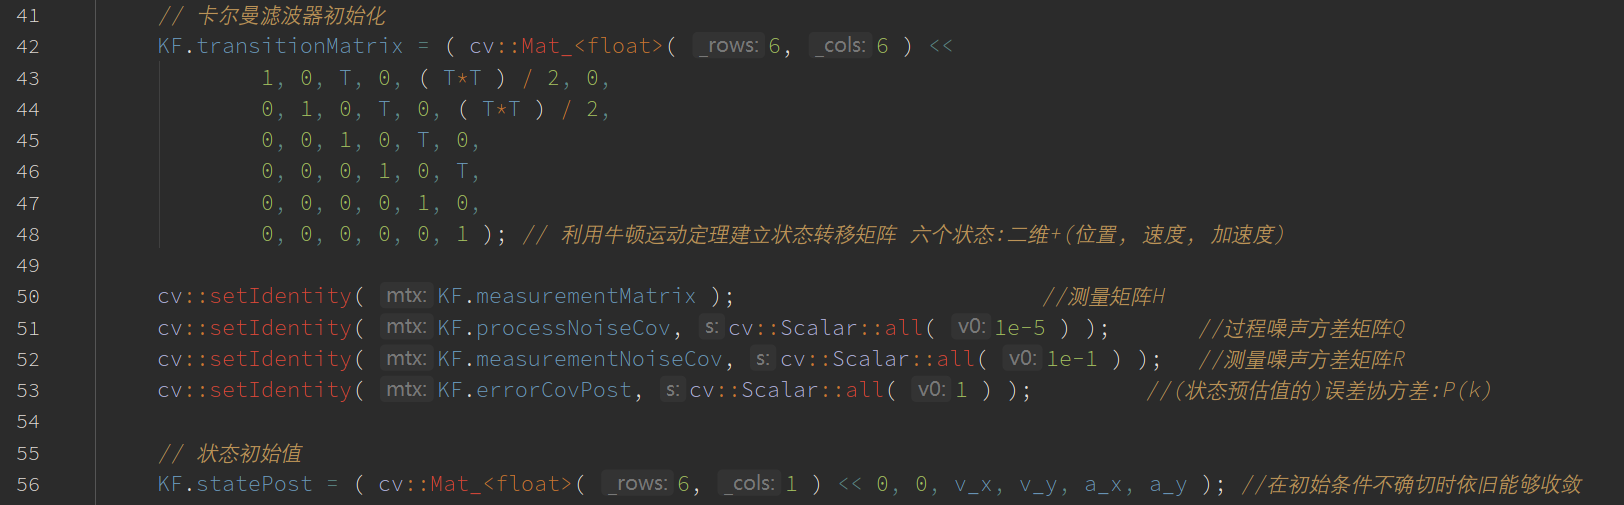 41 // 卡尔曼滤波器初始化
42 KF.transitionMatrix = ( cv::Mat_<float>( _rows: 6, _cols: 6 ) <<
43 1, 0, T, 0, ( T*T ) / 2, 0,
44 0, 1, 0, T, 0, ( T*T ) / 2,
45 0, 0, 1, 0, T, 0,
46 0, 0, 0, 1, 0, T,
47 0, 0, 0, 0, 1, 0,
48 0, 0, 0, 0, 0, 1 ); // 利用牛顿运动定理建立状态转移矩阵 六个状态:二维+(位置, 速度, 加速度)
49
50 cv::setIdentity( mtx: KF.measurementMatrix ); //测量矩阵H
51 cv::setIdentity( mtx: KF.processNoiseCov, s: cv::Scalar::all( v0: 1e-5 ) ); //过程噪声方差矩阵Q
52 cv::setIdentity( mtx: KF.measurementNoiseCov, s: cv::Scalar::all( v0: 1e-1 ) ); //测量噪声方差矩阵R
53 cv::setIdentity( mtx: KF.errorCovPost, s: cv::Scalar::all( v0: 1 ) ); //(状态预估值的)误差协方差:P(k)
54
55 // 状态初始值
56 KF.statePost = ( cv::Mat_<float>( _rows: 6, _cols: 1 ) << 0, 0, v_x, v_y, a_x, a_y ); //在初始条件不确切时依旧能够收敛